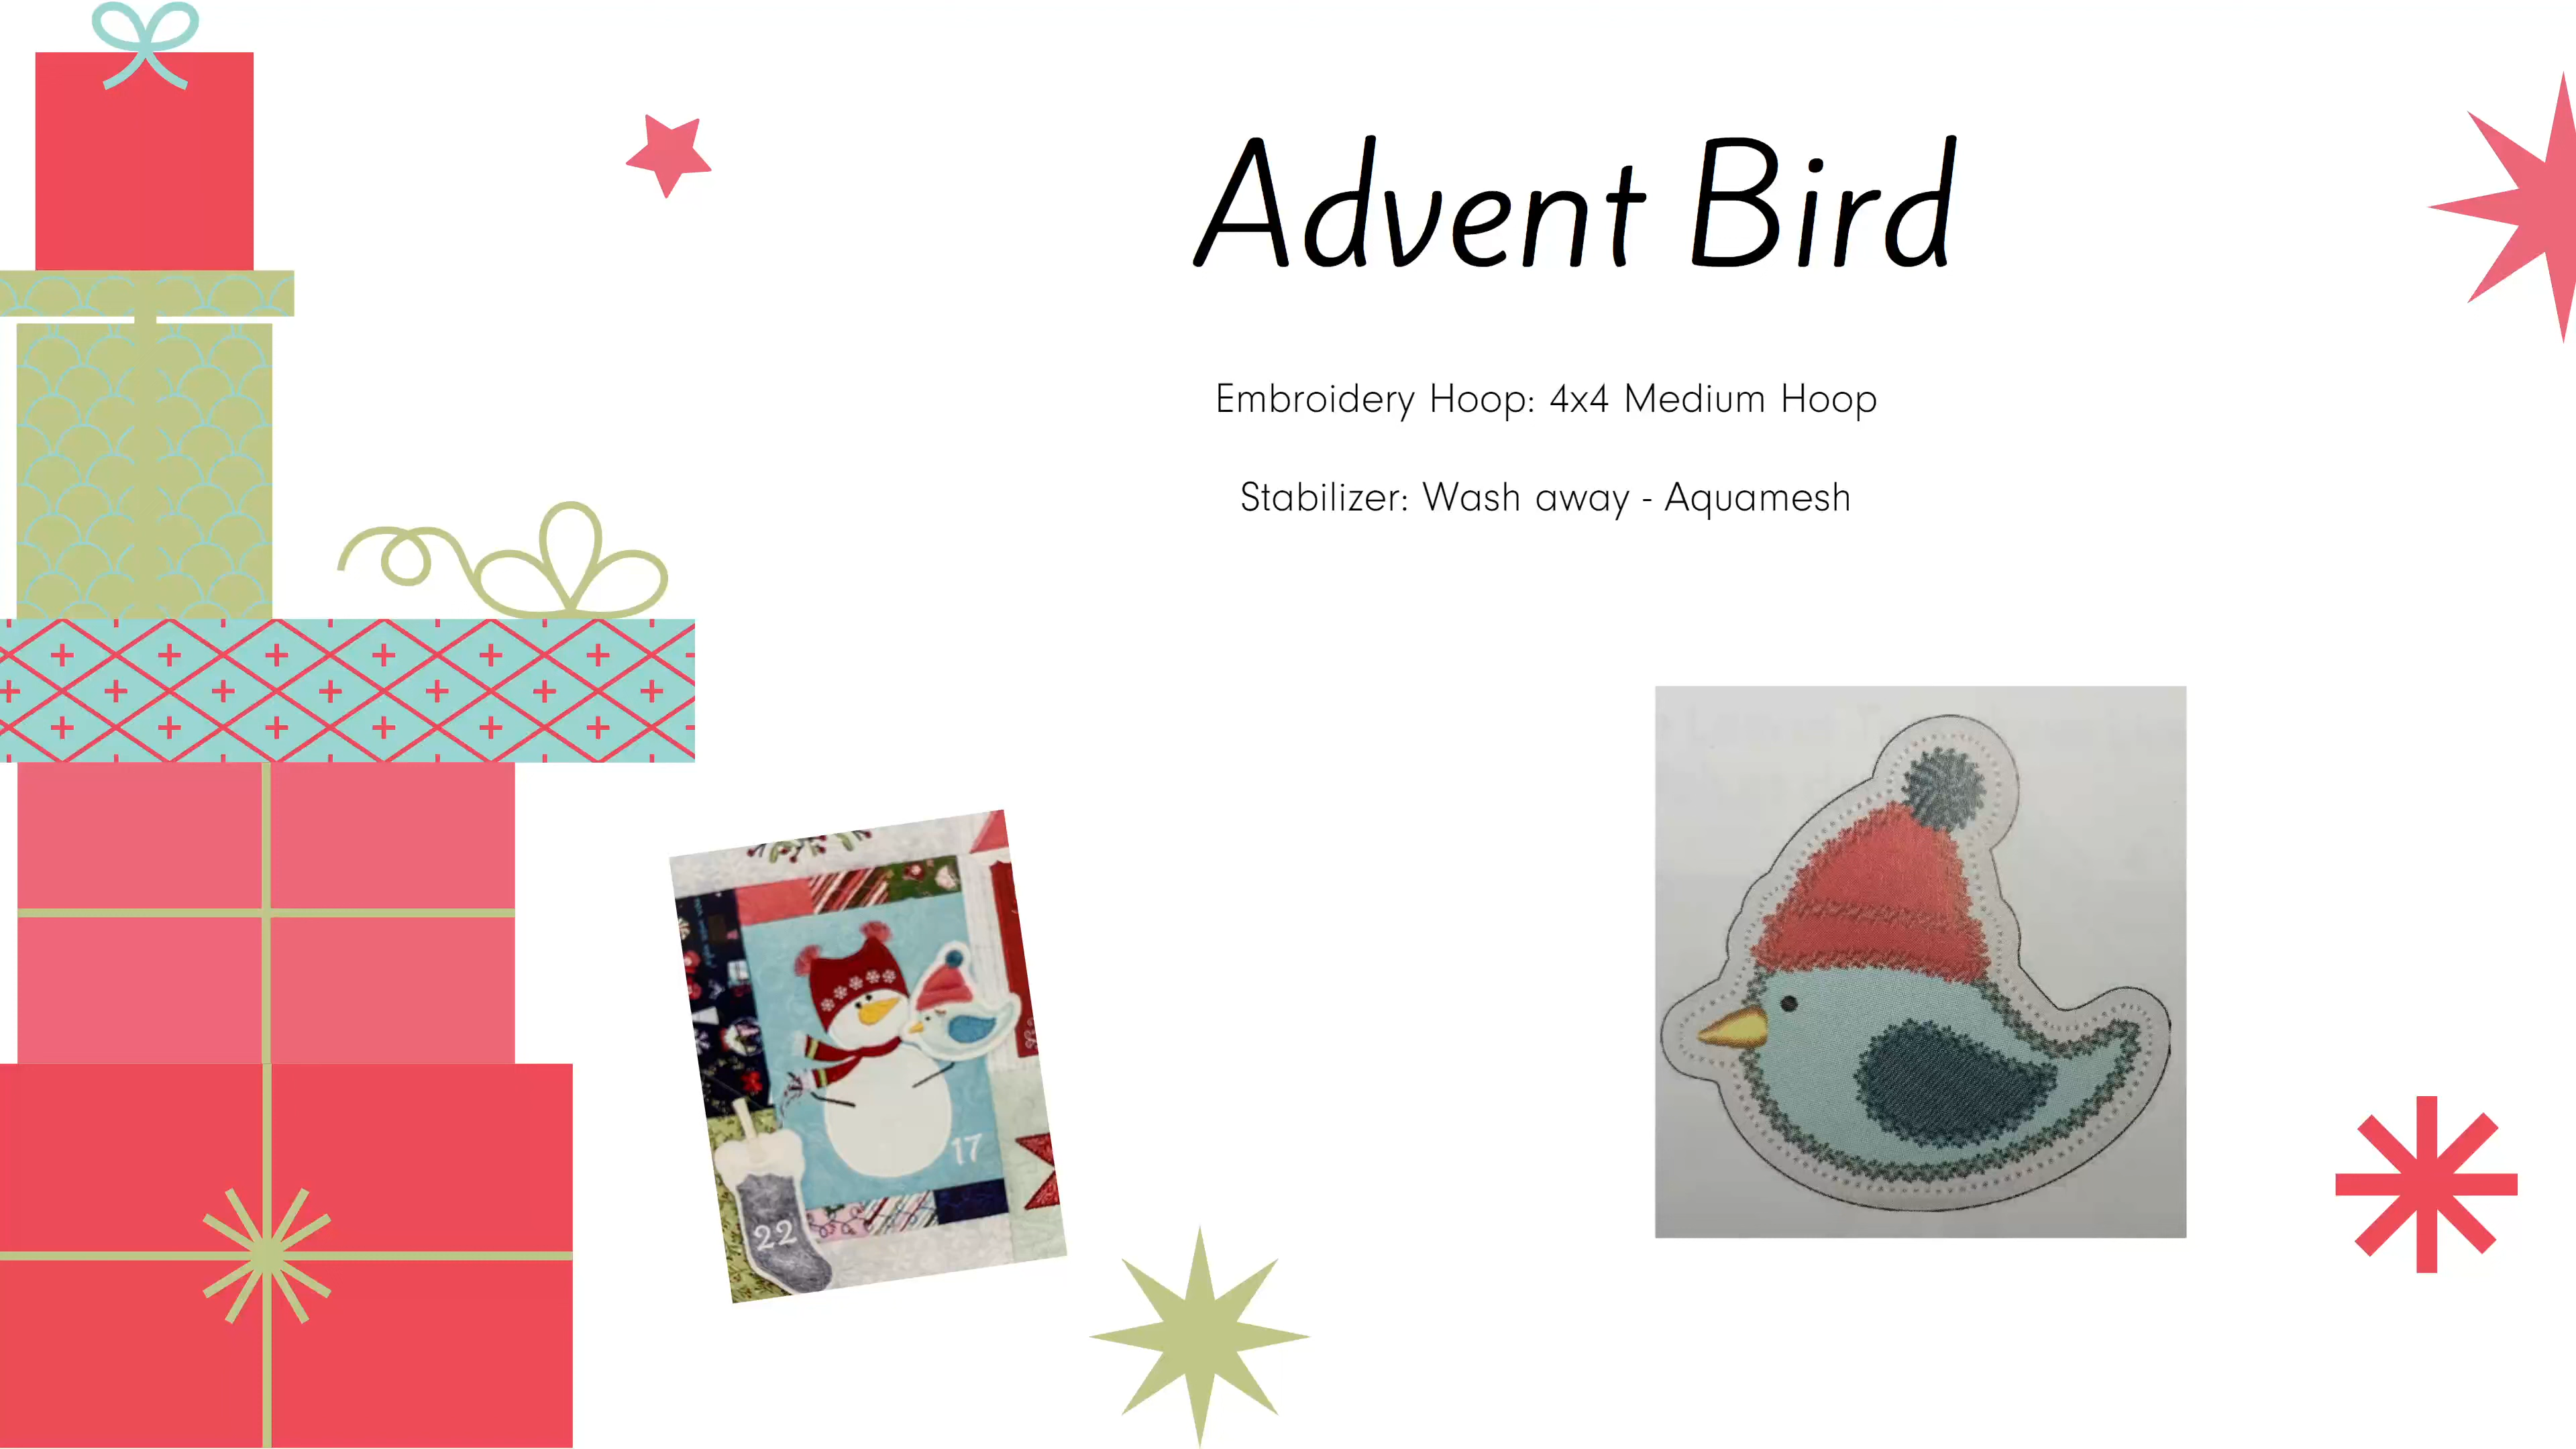 Advent Bird
Embroidery Hoop: 4x4 Medium Hoop
Stabilizer: Wash away - Aquamesh
17
22